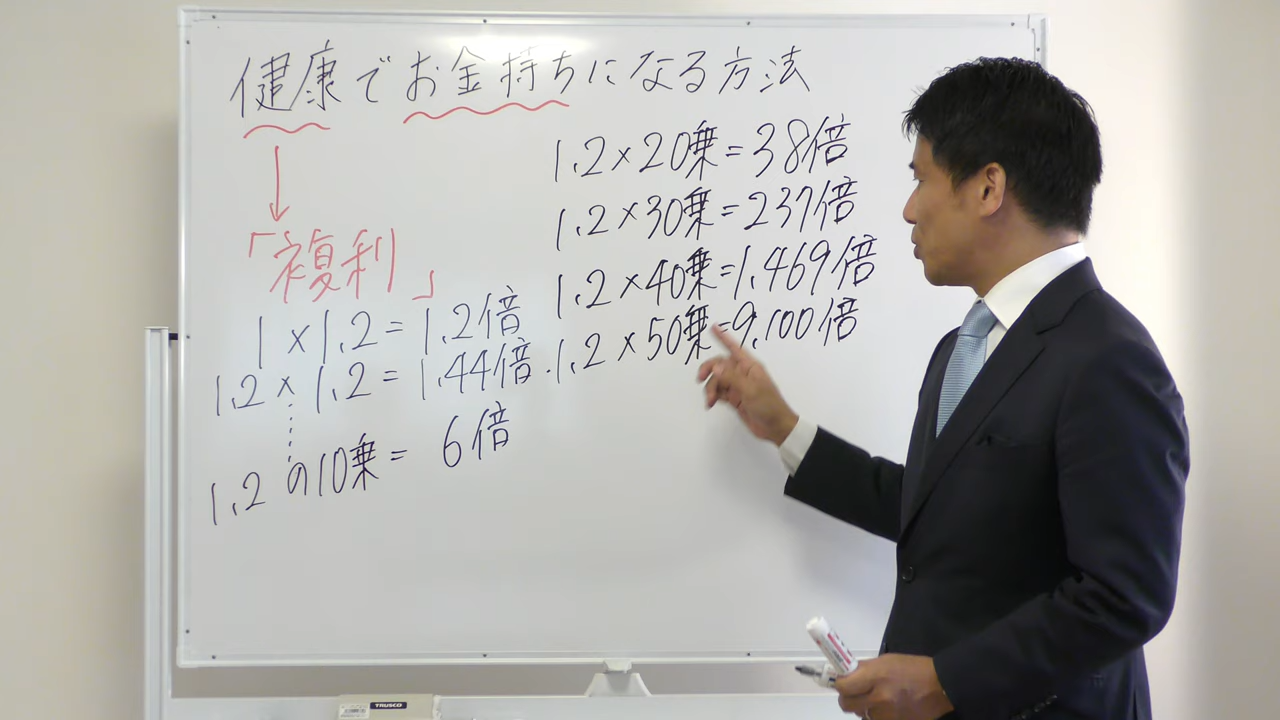 健康でお金持ちになる方法
「複利」
1×1.2=1.2倍
1.2×1.2=1.44倍
1.2の10乗=6倍
1.2×20乗=38倍
1.2×30乗=237倍
1.2×40乗=1,469倍
1.2×50乗=9,100倍
TRUSCO